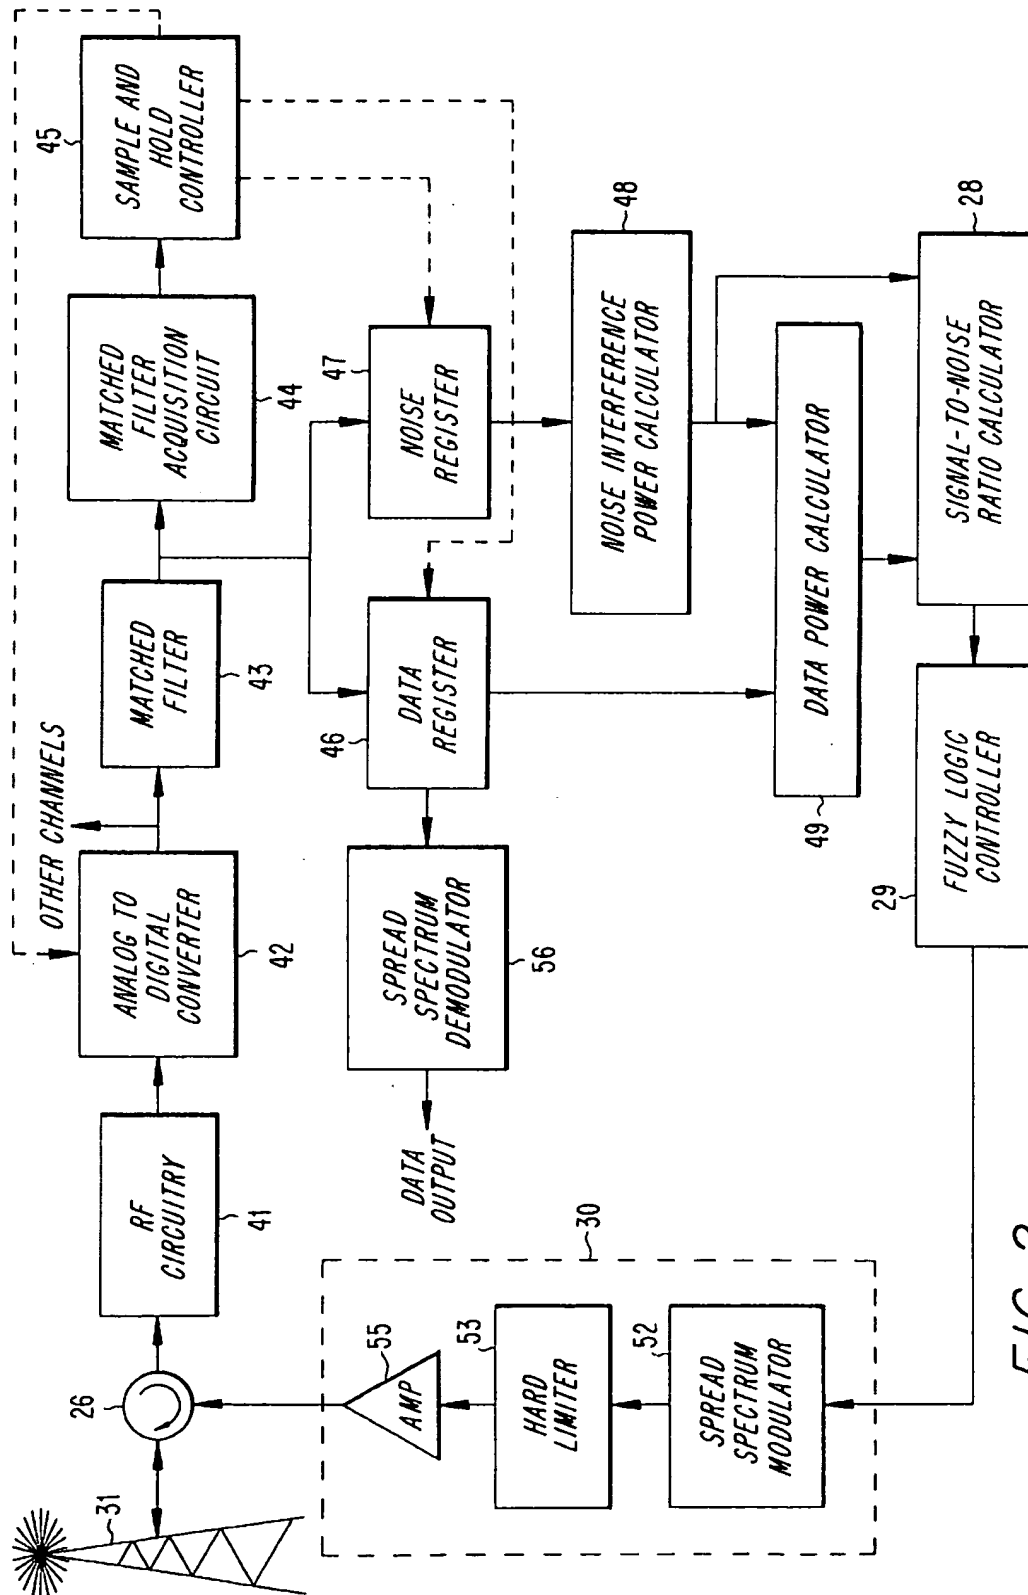 31
26
RF
CIRCUITRY
41
ANALOG TO
DIGITAL
CONVERTER
42
OTHER CHANNELS
MATCHED
FILTER
43
MATCHED
FILTER
ACQUISITION
CIRCUIT
44
SAMPLE AND
HOLD
CONTROLLER
45
DATA
OUTPUT
SPREAD
SPECTRUM
DEMODULATOR
56
DATA
REGISTER
46
NOISE
REGISTER
47
30
AMP
55
HARD
LIMITER
53
SPREAD
SPECTRUM
MODULATOR
52
NOISE INTERFERENCE
POWER CALCULATOR
48
DATA POWER CALCULATOR
49
FUZZY LOGIC
CONTROLLER
29
SIGNAL-TO-NOISE
RATIO CALCULATOR
28